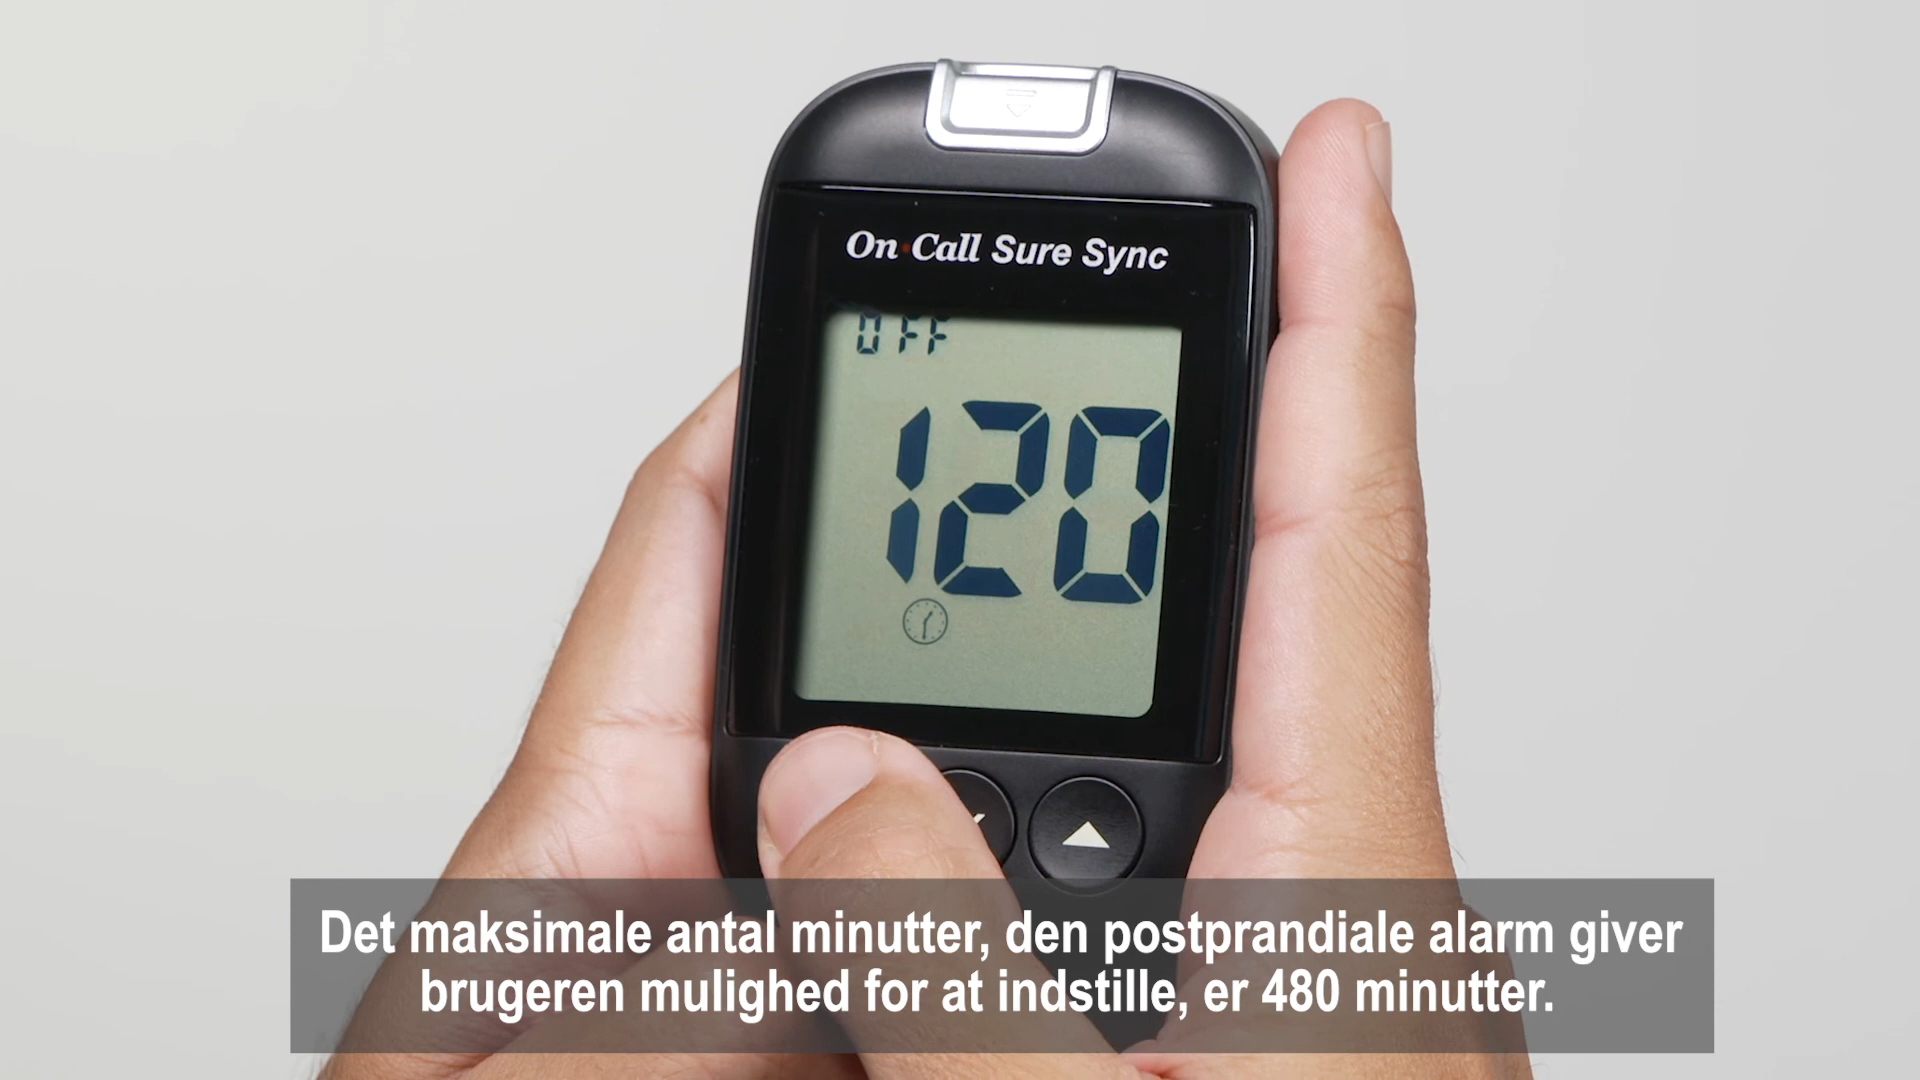 On Call Sure Sync
OFF
120
Det maksimale antal minutter, den postprandiale alarm giver
brugeren mulighed for at indstille, er 480 minutter.